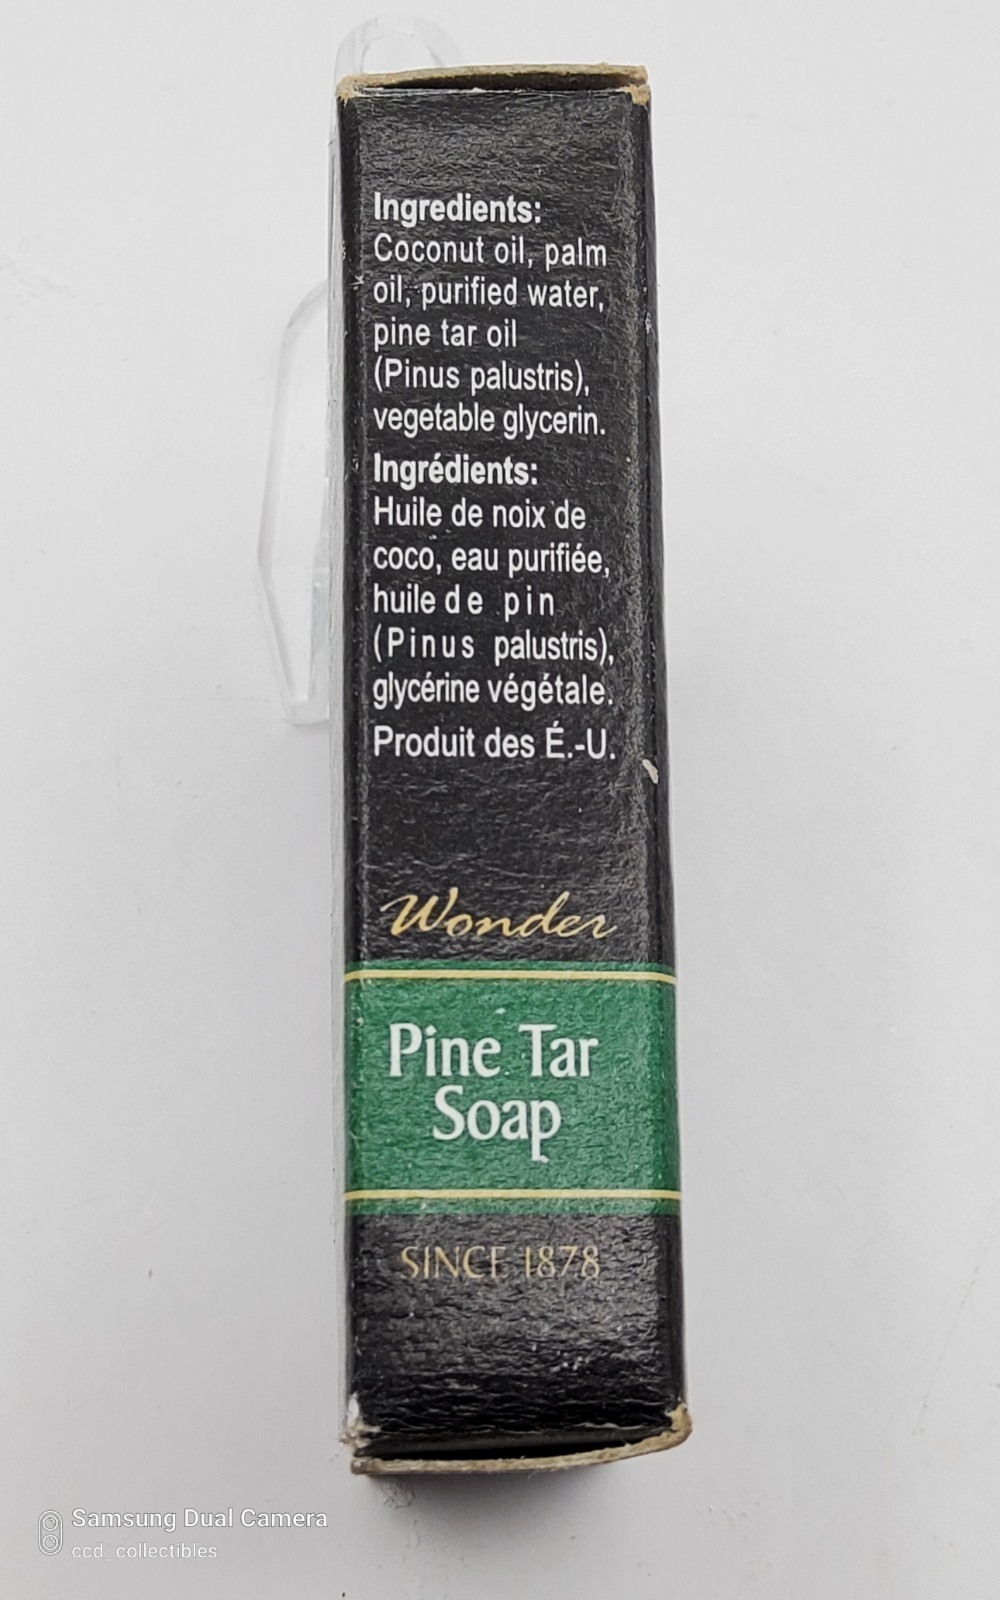 Ingredients:
Coconut oil, palm
oil, purified water,
pine tar oil
(Pinus palustris),
vegetable glycerin.
Ingrédients:
Huile de noix de
coco, eau purifiée,
huile de pin
(Pinus palustris),
glycérine végétale.
Produit des É.-U.
Wonder
Pine Tar
Soap
SINCE 1878
Samsung Dual Camera
ccd_collectibles